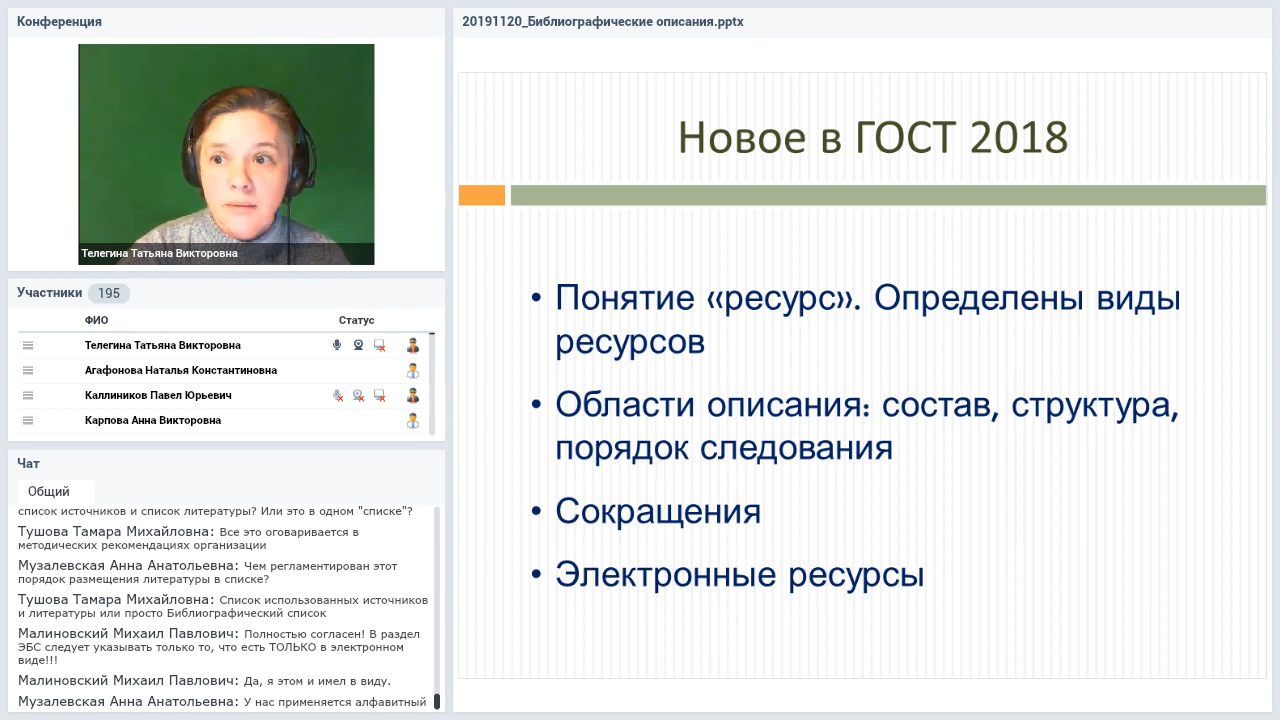 Конференция
Телегина Татьяна Викторовна
Участники 195
ФИО Статус
Телегина Татьяна Викторовна
Агафонова Наталья Константиновна
Каллиников Павел Юрьевич
Карпова Анна Викторовна
Чат
Общий
список источников и список литературы? Или это в одном "списке"?
Тушова Тамара Михайловна: Все это оговаривается в
методических рекомендациях организации
Музалевская Анна Анатольевна: Чем регламентирован этот
порядок размещения литературы в списке?
Тушова Тамара Михайловна: Список использованных источников
и литературы или просто Библиографический список
Малиновский Михаил Павлович: Полностью согласен! В раздел
ЭБС следует указывать только то, что есть ТОЛЬКО в электронном
виде!!!
Малиновский Михаил Павлович: Да, я этом и имел в виду.
Музалевская Анна Анатольевна: У нас применяется алфавитный
20191120_Библиографические описания.pptx
Новое в ГОСТ 2018
• Понятие «ресурс». Определены виды
ресурсов
• Области описания: состав, структура,
порядок следования
• Сокращения
• Электронные ресурсы